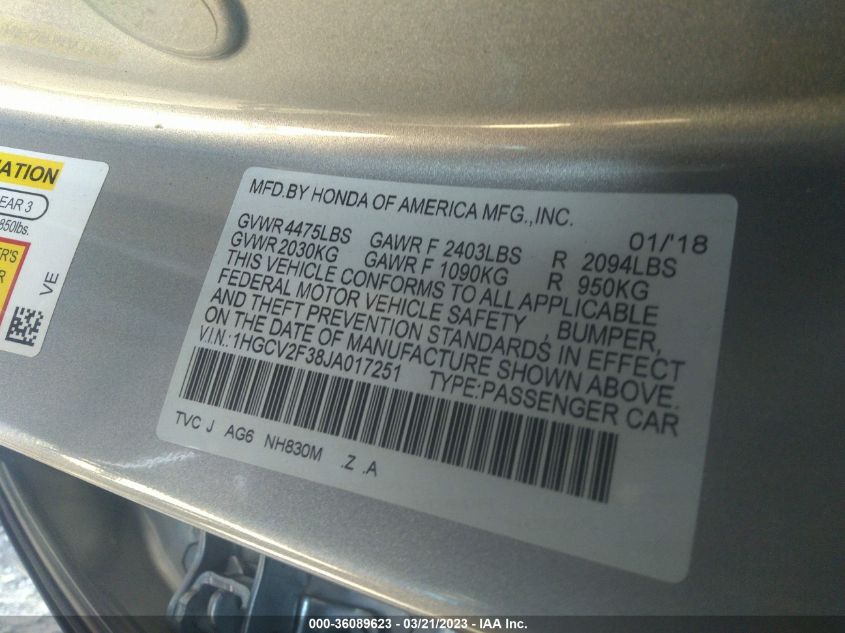 MATION
EAR 3
850lbs.
ER'S
R
VE
MFD.BY HONDA OF AMERICA MFG.,INC.
01/'18
GVWR 4475LBS GAWR F 2403LBS R 2094LBS
GVWR 2030KG GAWR F 1090KG R 950KG
THIS VEHICLE CONFORMS TO ALL APPLICABLE
FEDERAL MOTOR VEHICLE SAFETY , BUMPER,
AND THEFT PREVENTION STANDARDS IN EFFECT
ON THE DATE OF MANUFACTURE SHOWN ABOVE.
V.I.N.:1HGCV2F38JA017251 TYPE:PASSENGER CAR
TVC J AG6 NH830M .Z .A
000-36089623 - 03/21/2023 - IAA Inc.